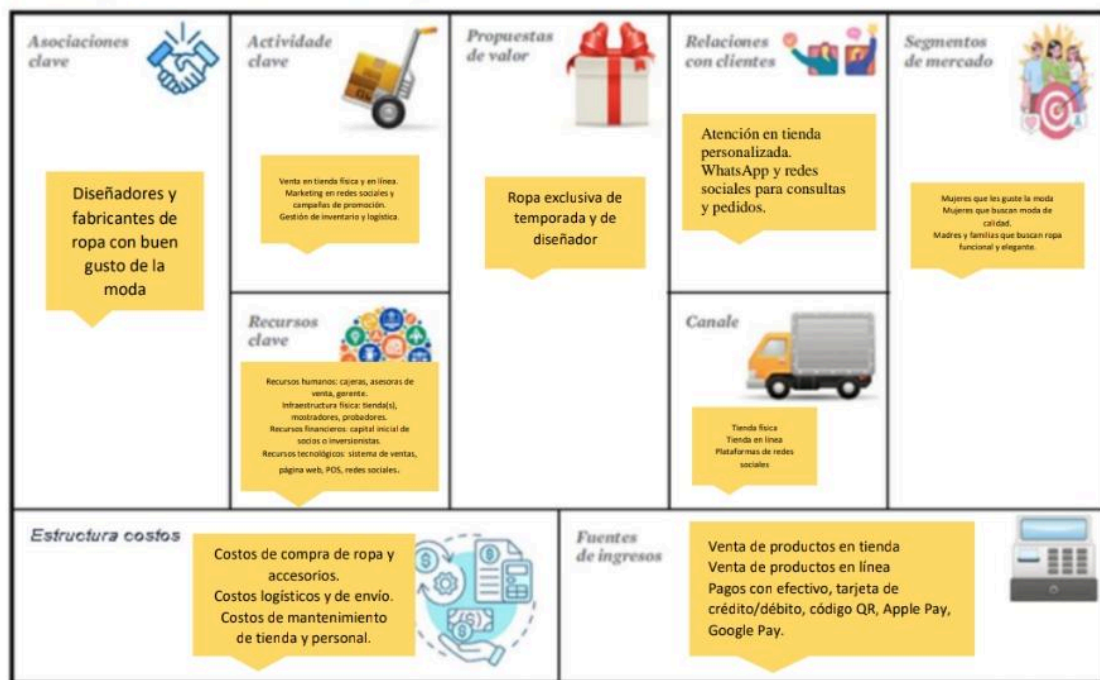 Asociaciones
clave
Diseñadores y
fabricantes de
ropa con buen
gusto de la
moda
Actividade
clave
Venta en tienda física y en línea.
Marketing en redes sociales y
campañas de promoción.
Gestión de inventario y logística.
Recursos
clave
Recursos humanos: cajeras, asesoras de
venta, gerente.
Infraestructura física: tienda(s),
mostradores, probadores.
Recursos financieros: capital inicial de
socios o inversionistas.
Recursos tecnológicos: sistema de ventas,
página web, POS, redes sociales.
Propuestas
de valor
Ropa exclusiva de
temporada y de
diseñador
Relaciones
con clientes
Atención en tienda
personalizada.
WhatsApp y redes
sociales para consultas
y pedidos.
Canale
Tienda física
Tienda en línea
Plataformas de redes
sociales
Segmentos
de mercado
Mujeres que les guste la moda
Mujeres que buscan moda de
calidad.
Madres y familias que buscan ropa
funcional y elegante.
Estructura costos
Costos de compra de ropa y
accesorios.
Costos logísticos y de envío.
Costos de mantenimiento
de tienda y personal.
Fuentes
de ingresos
Venta de productos en tienda
Venta de productos en línea
Pagos con efectivo, tarjeta de
crédito/débito, código QR, Apple Pay,
Google Pay.